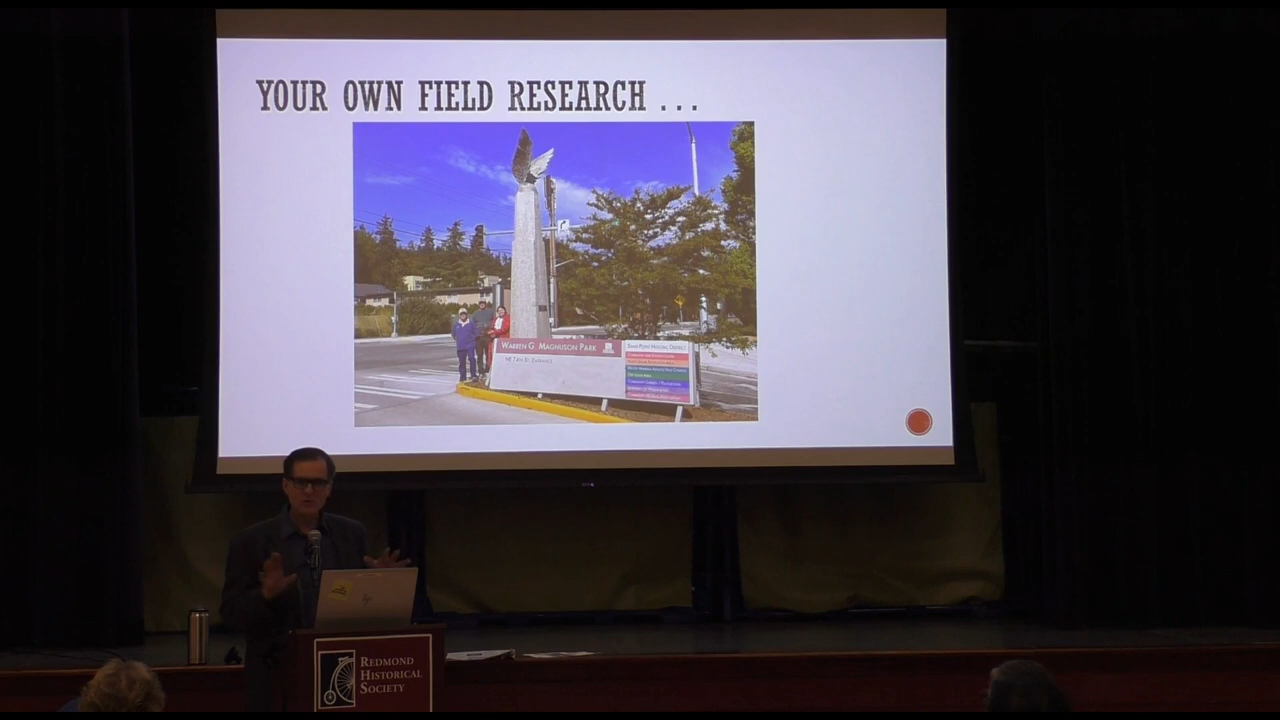 YOUR OWN FIELD RESEARCH ...
WARREN G. MAGNUSON PARK
NE 74th St. Entrance
SAND POINT HISTORIC DISTRICT
REDMOND
HISTORICAL
SOCIETY